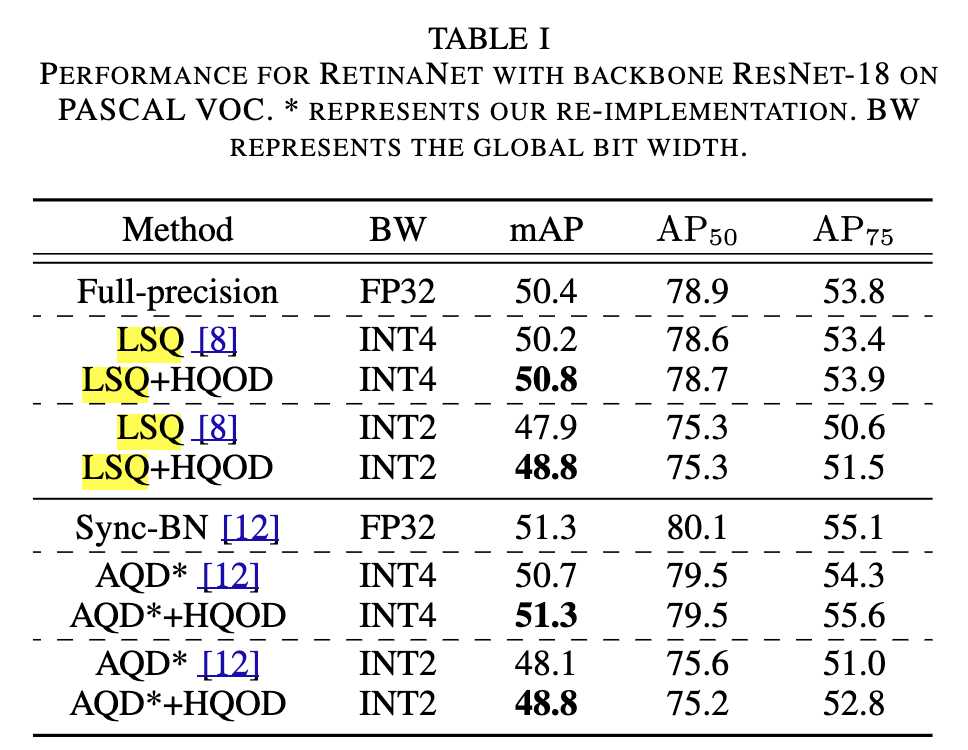 TABLE I
PERFORMANCE FOR RETINANET WITH BACKBONE RESNET-18 ON
PASCAL VOC. * REPRESENTS OUR RE-IMPLEMENTATION. BW
REPRESENTS THE GLOBAL BIT WIDTH.
Method BW mAP AP50 AP75
Full-precision FP32 50.4 78.9 53.8
LSQ [8] INT4 50.2 78.6 53.4
LSQ+HQOD INT4 50.8 78.7 53.9
LSQ [8] INT2 47.9 75.3 50.6
LSQ+HQOD INT2 48.8 75.3 51.5
Sync-BN [12] FP32 51.3 80.1 55.1
AQD* [12] INT4 50.7 79.5 54.3
AQD*+HQOD INT4 51.3 79.5 55.6
AQD* [12] INT2 48.1 75.6 51.0
AQD*+HQOD INT2 48.8 75.2 52.8